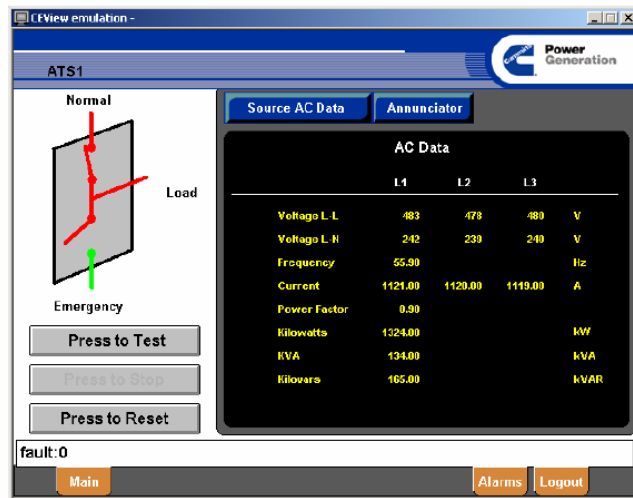 CEView emulation -
Power
Generation
ATS1
Normal
Load
Emergency
Press to Test
Press to Stop
Press to Reset
Source AC Data
Annunciator
AC Data
L1 L2 L3
Voltage L-L 483 478 480 V
Voltage L-N 242 239 240 V
Frequency 55.90 Hz
Current 1121.00 1120.00 1119.00 A
Power Factor 0.90
Kilowatts 1324.00 kW
KVA 134.00 kVA
Kilovars 165.00 kVAR
fault:0
Main
Alarms
Logout